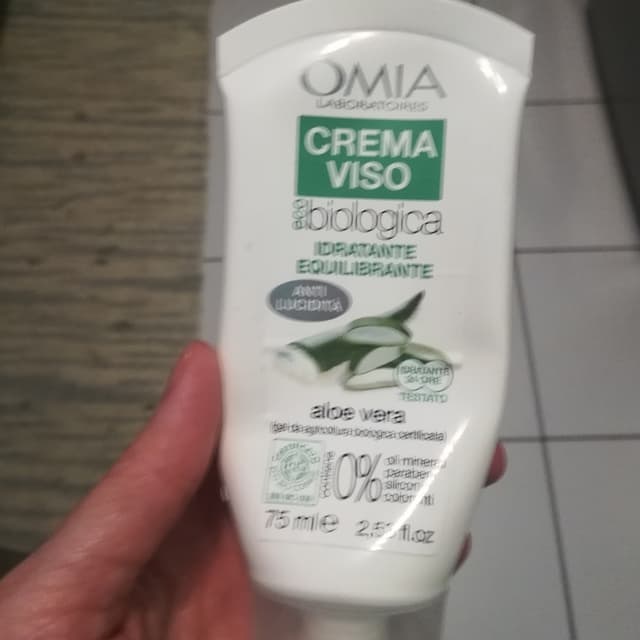 OMIA
LABORATOIRES
CREMA
VISO
eco biologica
IDRATANTE
EQUILIBRANTE
ANTI
LUCIDITÀ
IDRATANTE
24 ORE
TESTATO
aloe vera
(gel da agricoltura biologica certificata)
0%
oli minerali
parabeni
siliconi
coloranti
75 ml e 2,53 fl.oz